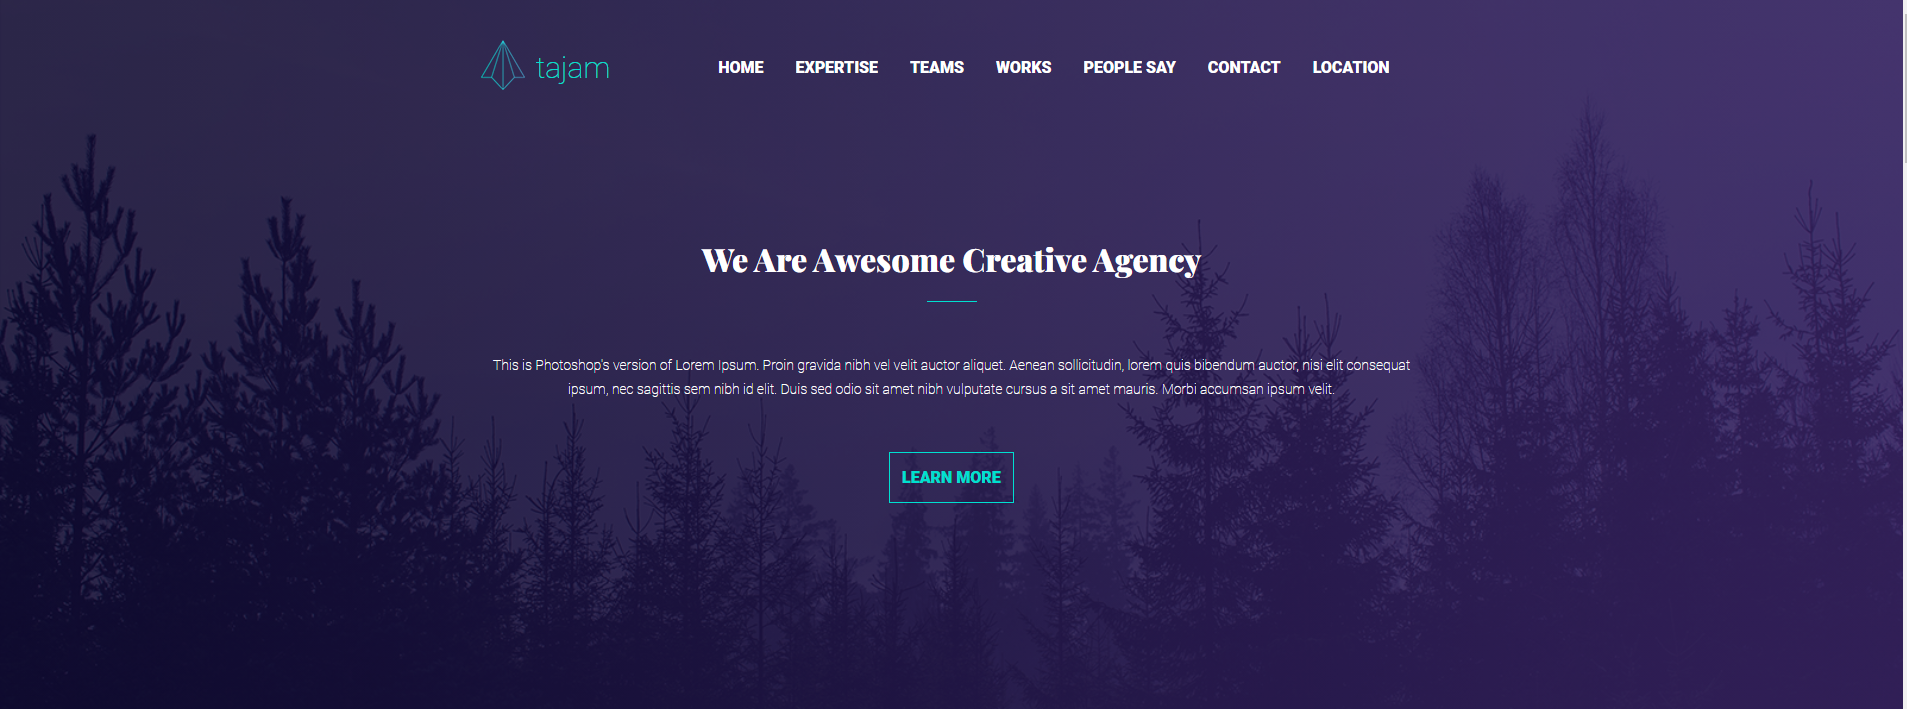 tajam
HOME EXPERTISE TEAMS WORKS PEOPLE SAY CONTACT LOCATION
We Are Awesome Creative Agency
This is Photoshop's version of Lorem Ipsum. Proin gravida nibh vel velit auctor aliquet. Aenean sollicitudin, lorem quis bibendum auctor, nisi elit consequat
ipsum, nec sagittis sem nibh id elit. Duis sed odio sit amet nibh vulputate cursus a sit amet mauris. Morbi accumsan ipsum velit.
LEARN MORE